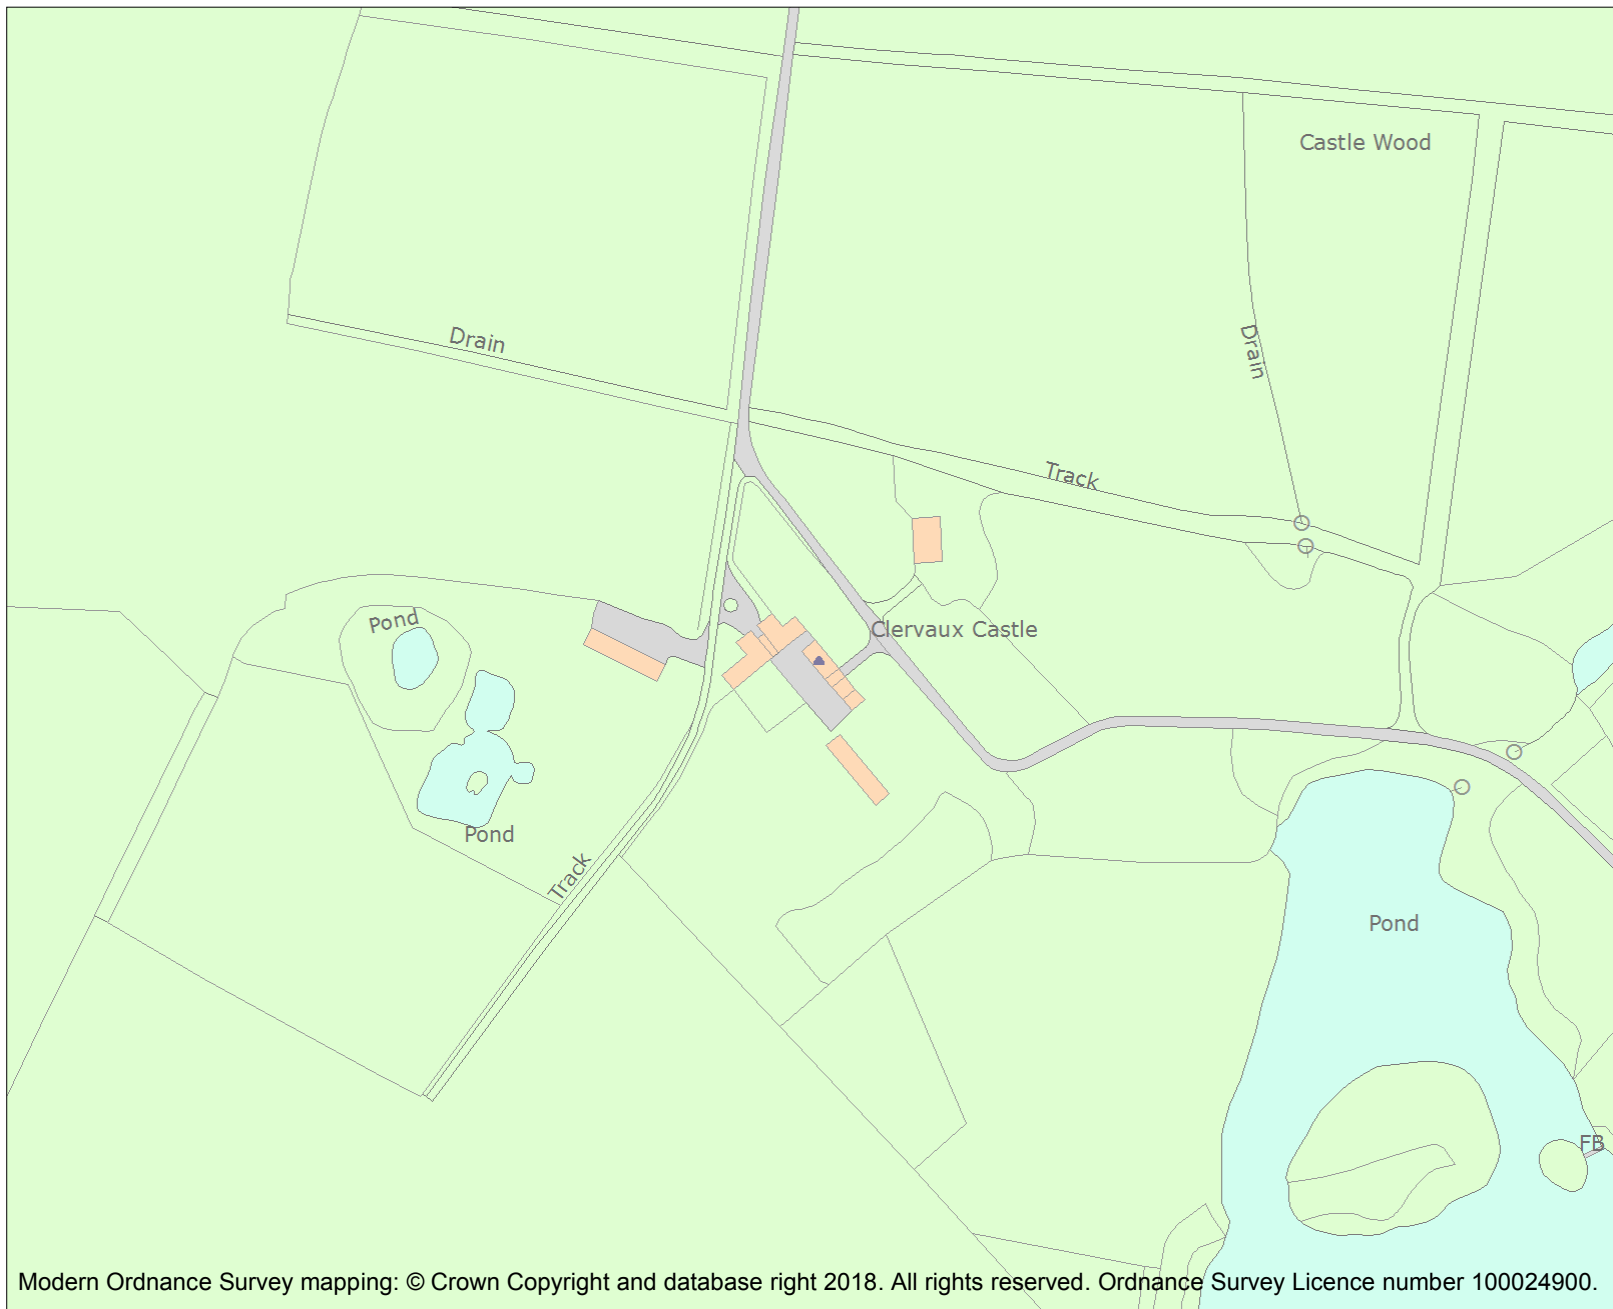 Castle Wood
Drain
Drain
Track
Pond
Clervaux Castle
Pond
Track
Pond
FB
Modern Ordnance Survey mapping: © Crown Copyright and database right 2018. All rights reserved. Ordnance Survey Licence number 100024900.